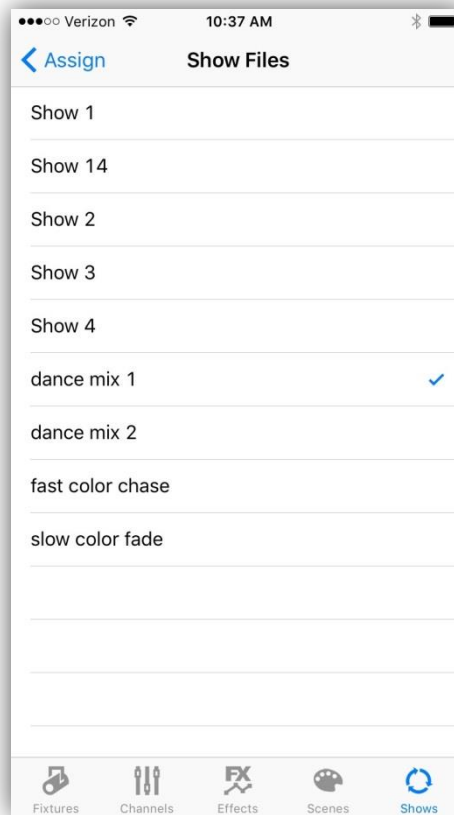 ●●●○○ Verizon 10:37 AM
Assign Show Files
Show 1
Show 14
Show 2
Show 3
Show 4
dance mix 1
dance mix 2
fast color chase
slow color fade
FX
Fixtures Channels Effects Scenes Shows